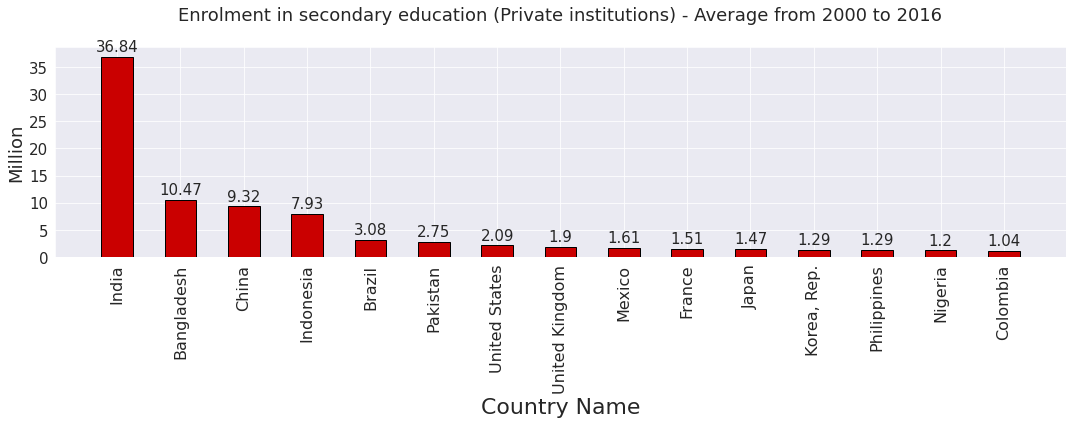 Enrolment in secondary education (Private institutions) - Average from 2000 to 2016
Million
35
30
25
20
15
10
5
0
36.84
10.47
9.32
7.93
3.08
2.75
2.09
1.9
1.61
1.51
1.47
1.29
1.29
1.2
1.04
India
Bangladesh
China
Indonesia
Brazil
Pakistan
United States
United Kingdom
Mexico
France
Japan
Korea, Rep.
Philippines
Nigeria
Colombia
Country Name